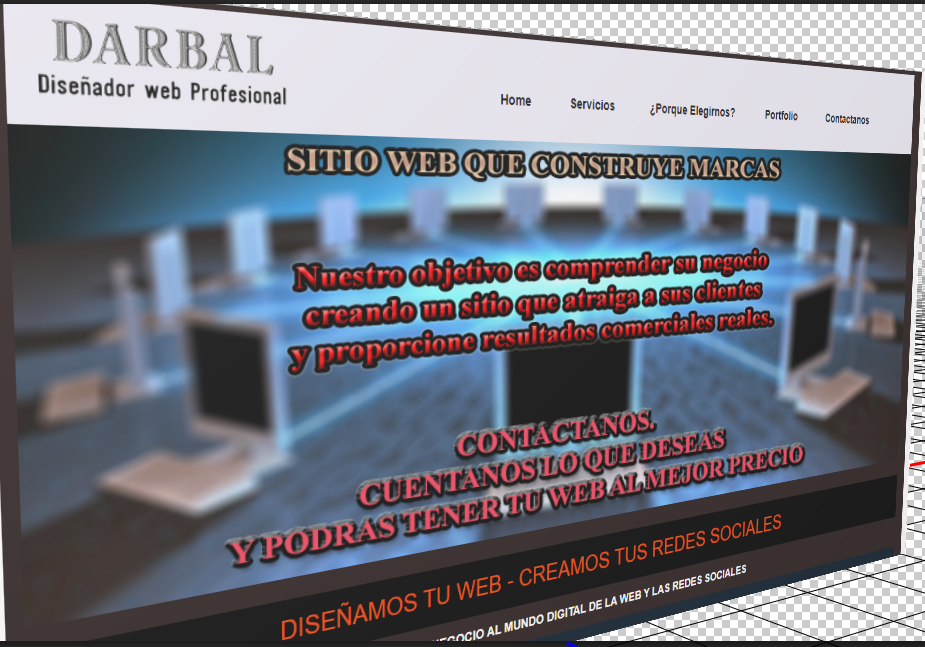 DARBAL
Diseñador web Profesional
Home Servicios ¿Porque Elegirnos? Portfolio Contactanos
SITIO WEB QUE CONSTRUYE MARCAS
Nuestro objetivo es comprender su negocio
creando un sitio que atraiga a sus clientes
y proporcione resultados comerciales reales.
CONTÁCTANOS.
CUENTANOS LO QUE DESEAS
Y PODRAS TENER TU WEB AL MEJOR PRECIO
DISEÑAMOS TU WEB - CREAMOS TUS REDES SOCIALES
AL MUNDO DIGITAL DE LA WEB Y LAS REDES SOCIALES